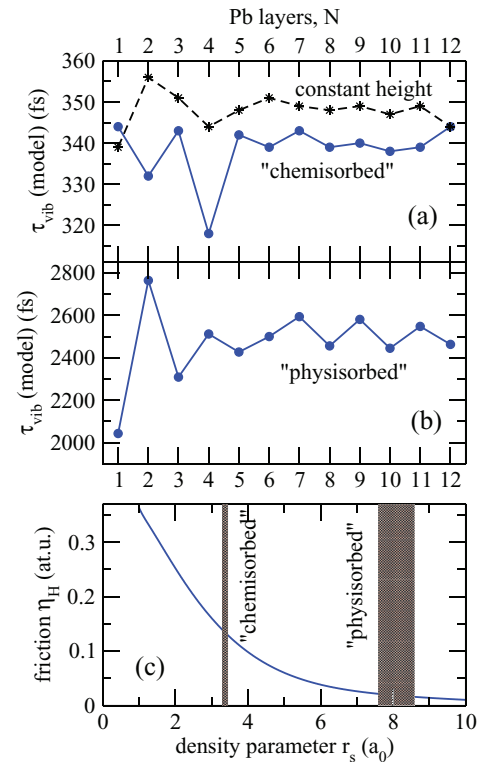 Pb layers, N
1 2 3 4 5 6 7 8 9 10 11 12
360
350
340
330
320
τvib (model) (fs)
constant height
"chemisorbed"
(a)
2800
2600
2400
2200
2000
τvib (model) (fs)
"physisorbed"
(b)
1 2 3 4 5 6 7 8 9 10 11 12
0.3
0.2
0.1
0
friction ηH (at.u.)
"chemisorbed"
"physisorbed"
(c)
0 2 4 6 8 10
density parameter rs (a0)